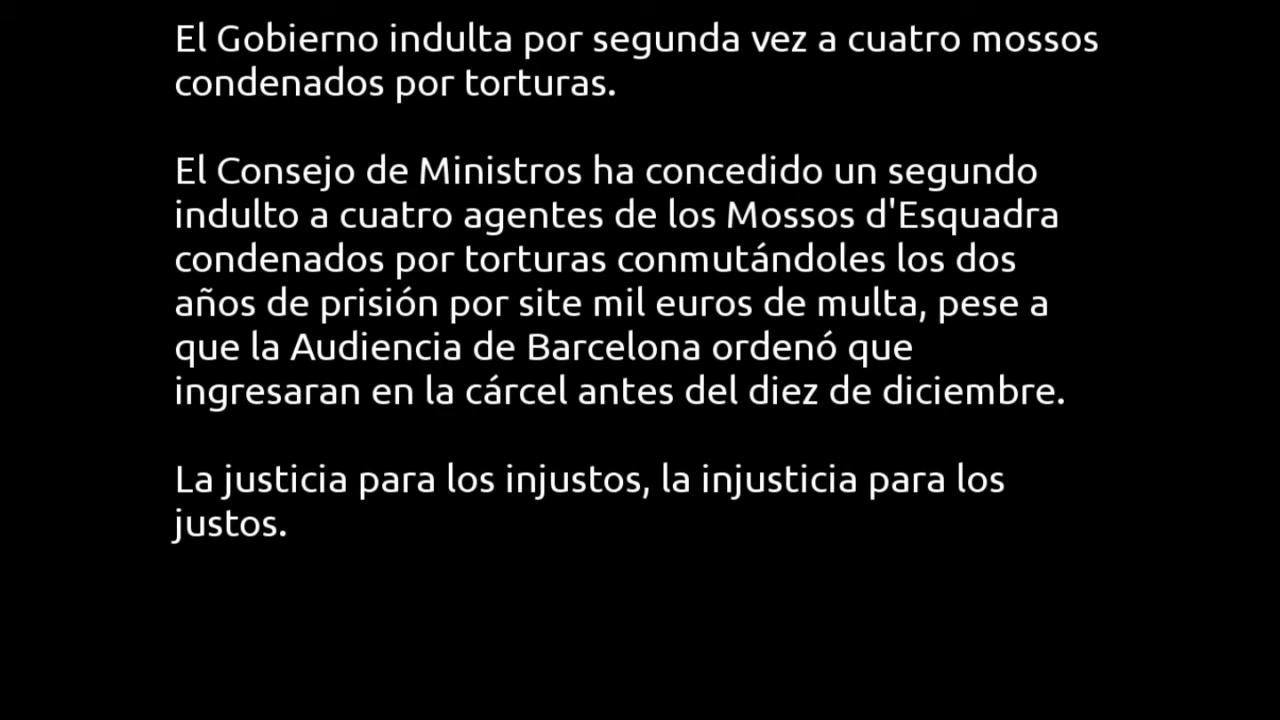 El Gobierno indulta por segunda vez a cuatro mossos
condenados por torturas.
El Consejo de Ministros ha concedido un segundo
indulto a cuatro agentes de los Mossos d'Esquadra
condenados por torturas conmutándoles los dos
años de prisión por site mil euros de multa, pese a
que la Audiencia de Barcelona ordenó que
ingresaran en la cárcel antes del diez de diciembre.
La justicia para los injustos, la injusticia para los
justos.